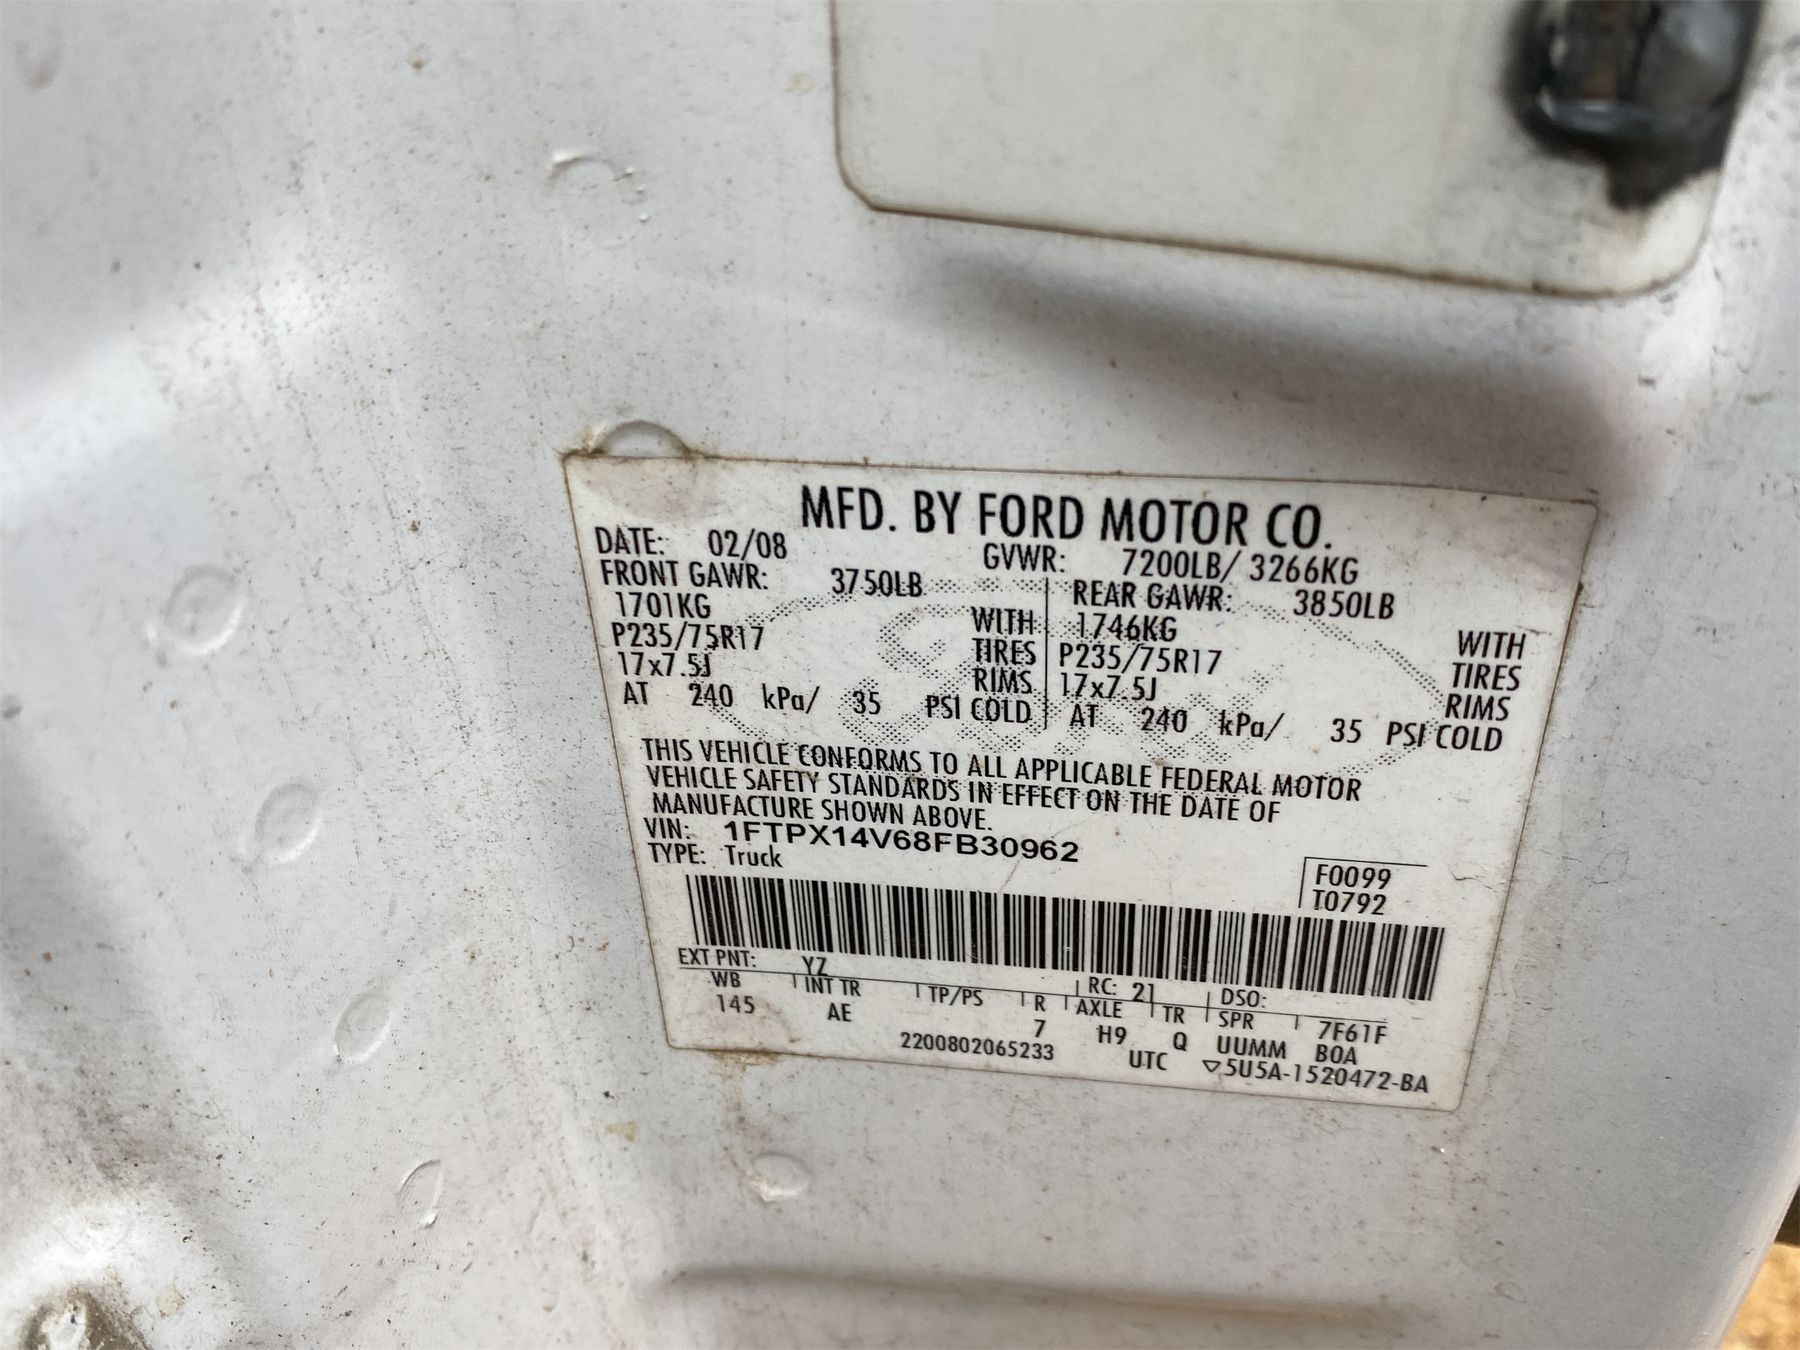 MFD. BY FORD MOTOR CO.
DATE: 02/08 GVWR: 7200LB/ 3266KG
FRONT GAWR: 3750LB REAR GAWR: 3850LB
1701KG WITH 1746KG WITH
P235/75R17 TIRES P235/75R17 TIRES
17x7.5J RIMS 17x7.5J RIMS
AT 240 kPa/ 35 PSI COLD AT 240 kPa/ 35 PSI COLD
THIS VEHICLE CONFORMS TO ALL APPLICABLE FEDERAL MOTOR
VEHICLE SAFETY STANDARDS IN EFFECT ON THE DATE OF
MANUFACTURE SHOWN ABOVE.
VIN: 1FTPX14V68FB30962
TYPE: Truck
F0099
T0792
EXT PNT: YZ RC: 21 DSO:
WB INT TR TP/PS R AXLE TR SPR 7F61F
145 AE 7 H9 Q UUMM B0A
2200802065233 UTC ▽5U5A-1520472-BA